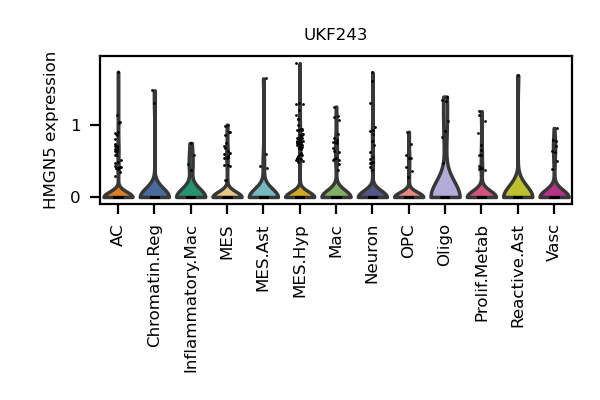 UKF243
HMGN5 expression
1
0
AC
Chromatin.Reg
Inflammatory.Mac
MES
MES.Ast
MES.Hyp
Mac
Neuron
OPC
Oligo
Prolif.Metab
Reactive.Ast
Vasc